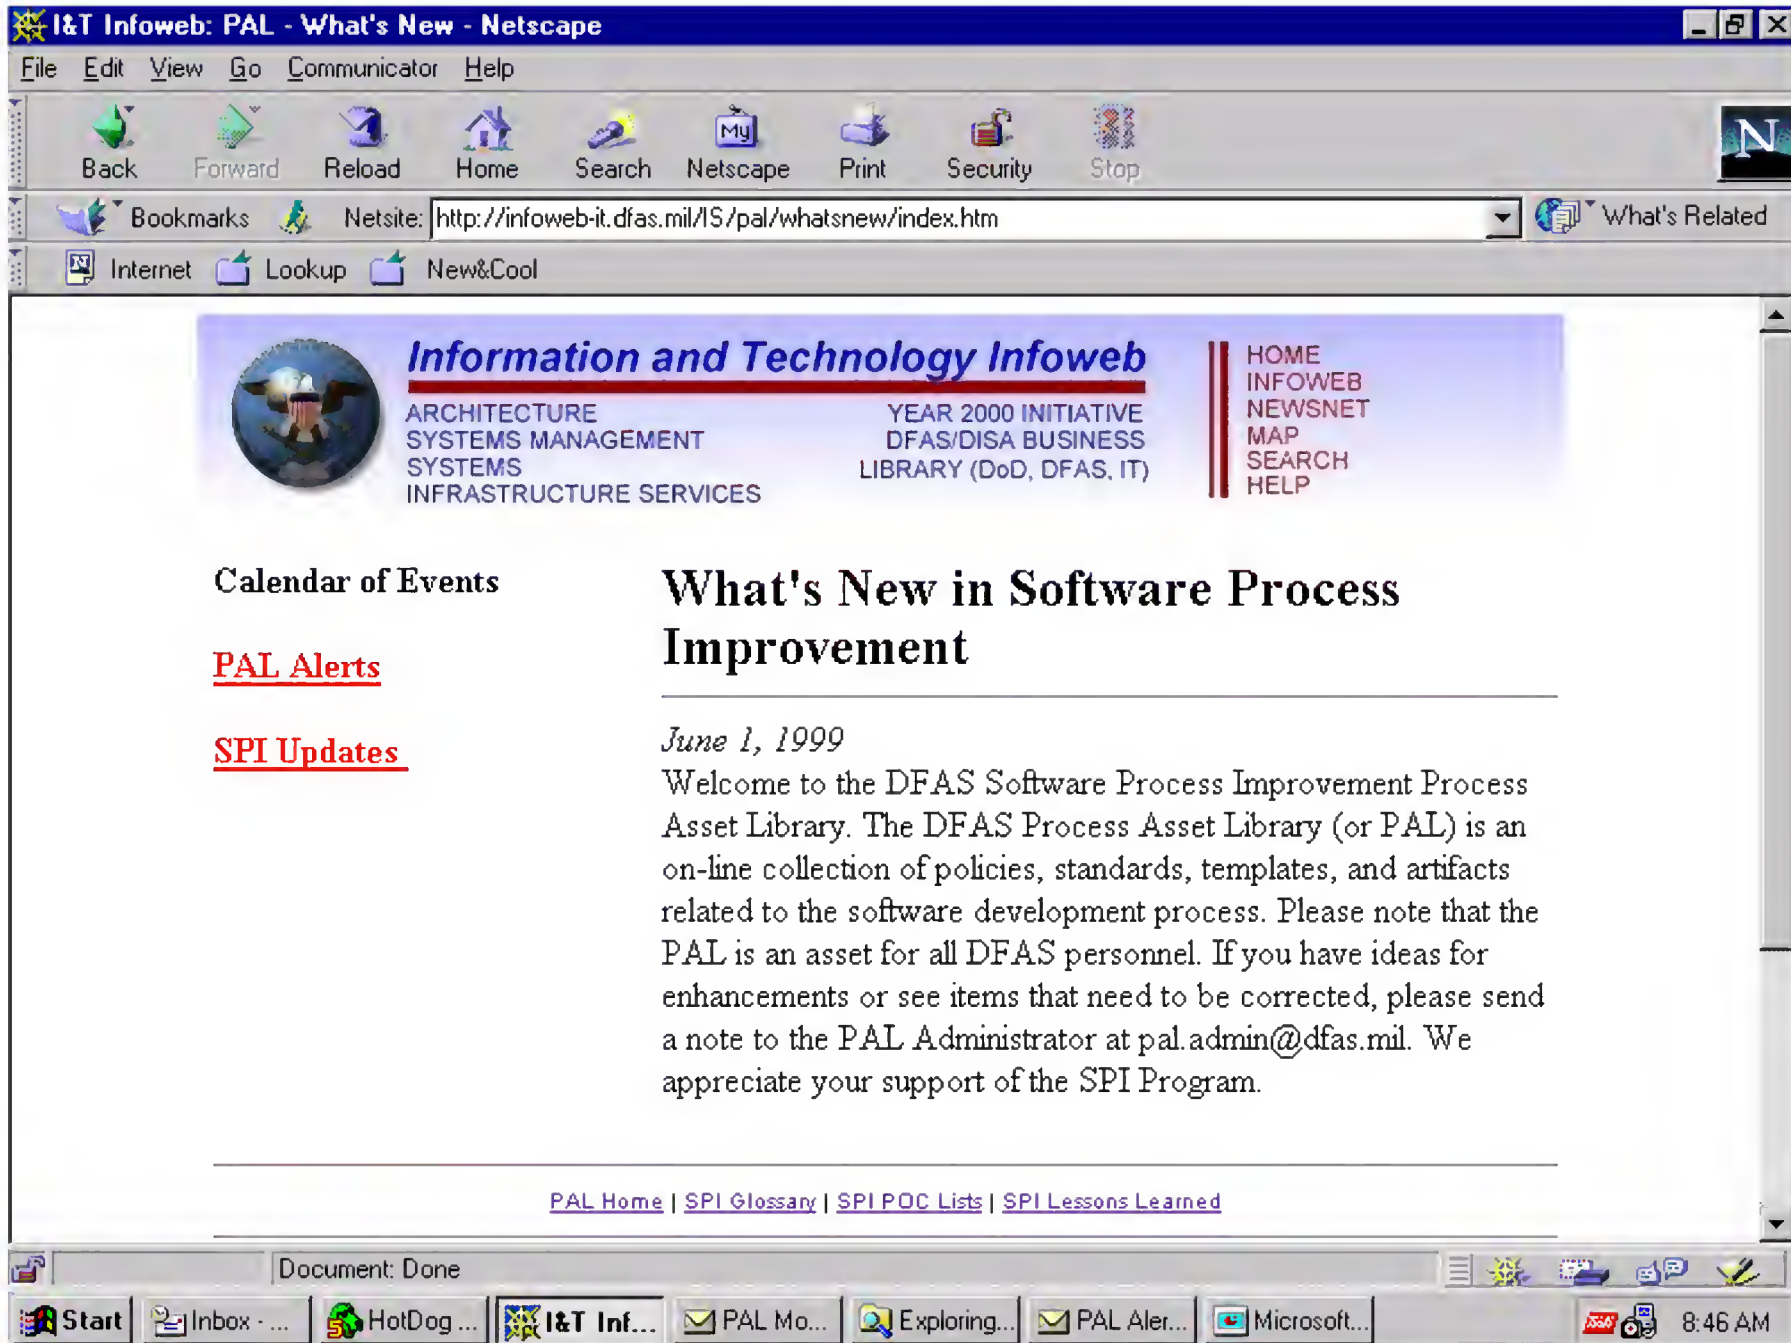 I&T Infoweb: PAL - What's New - Netscape
File Edit View Go Communicator Help
Back Forward Reload Home Search Netscape Print Security Stop
My
N
Bookmarks Netsite: http://infoweb-it.dfas.mil/IS/pal/whatsnew/index.htm What's Related
Internet Lookup New&Cool
Information and Technology Infoweb
ARCHITECTURE
SYSTEMS MANAGEMENT
SYSTEMS
INFRASTRUCTURE SERVICES
YEAR 2000 INITIATIVE
DFAS/DISA BUSINESS
LIBRARY (DoD, DFAS, IT)
HOME
INFOWEB
NEWSNET
MAP
SEARCH
HELP
Calendar of Events
PAL Alerts
SPI Updates
What's New in Software Process
Improvement
June 1, 1999
Welcome to the DFAS Software Process Improvement Process
Asset Library. The DFAS Process Asset Library (or PAL) is an
on-line collection of policies, standards, templates, and artifacts
related to the software development process. Please note that the
PAL is an asset for all DFAS personnel. If you have ideas for
enhancements or see items that need to be corrected, please send
a note to the PAL Administrator at pal.admin@dfas.mil. We
appreciate your support of the SPI Program.
PAL Home | SPI Glossary | SPI POC Lists | SPI Lessons Learned
Document: Done
Start Inbox - ... HotDog ... I&T Inf... PAL Mo... Exploring... PAL Aler... Microsoft... 8:46 AM